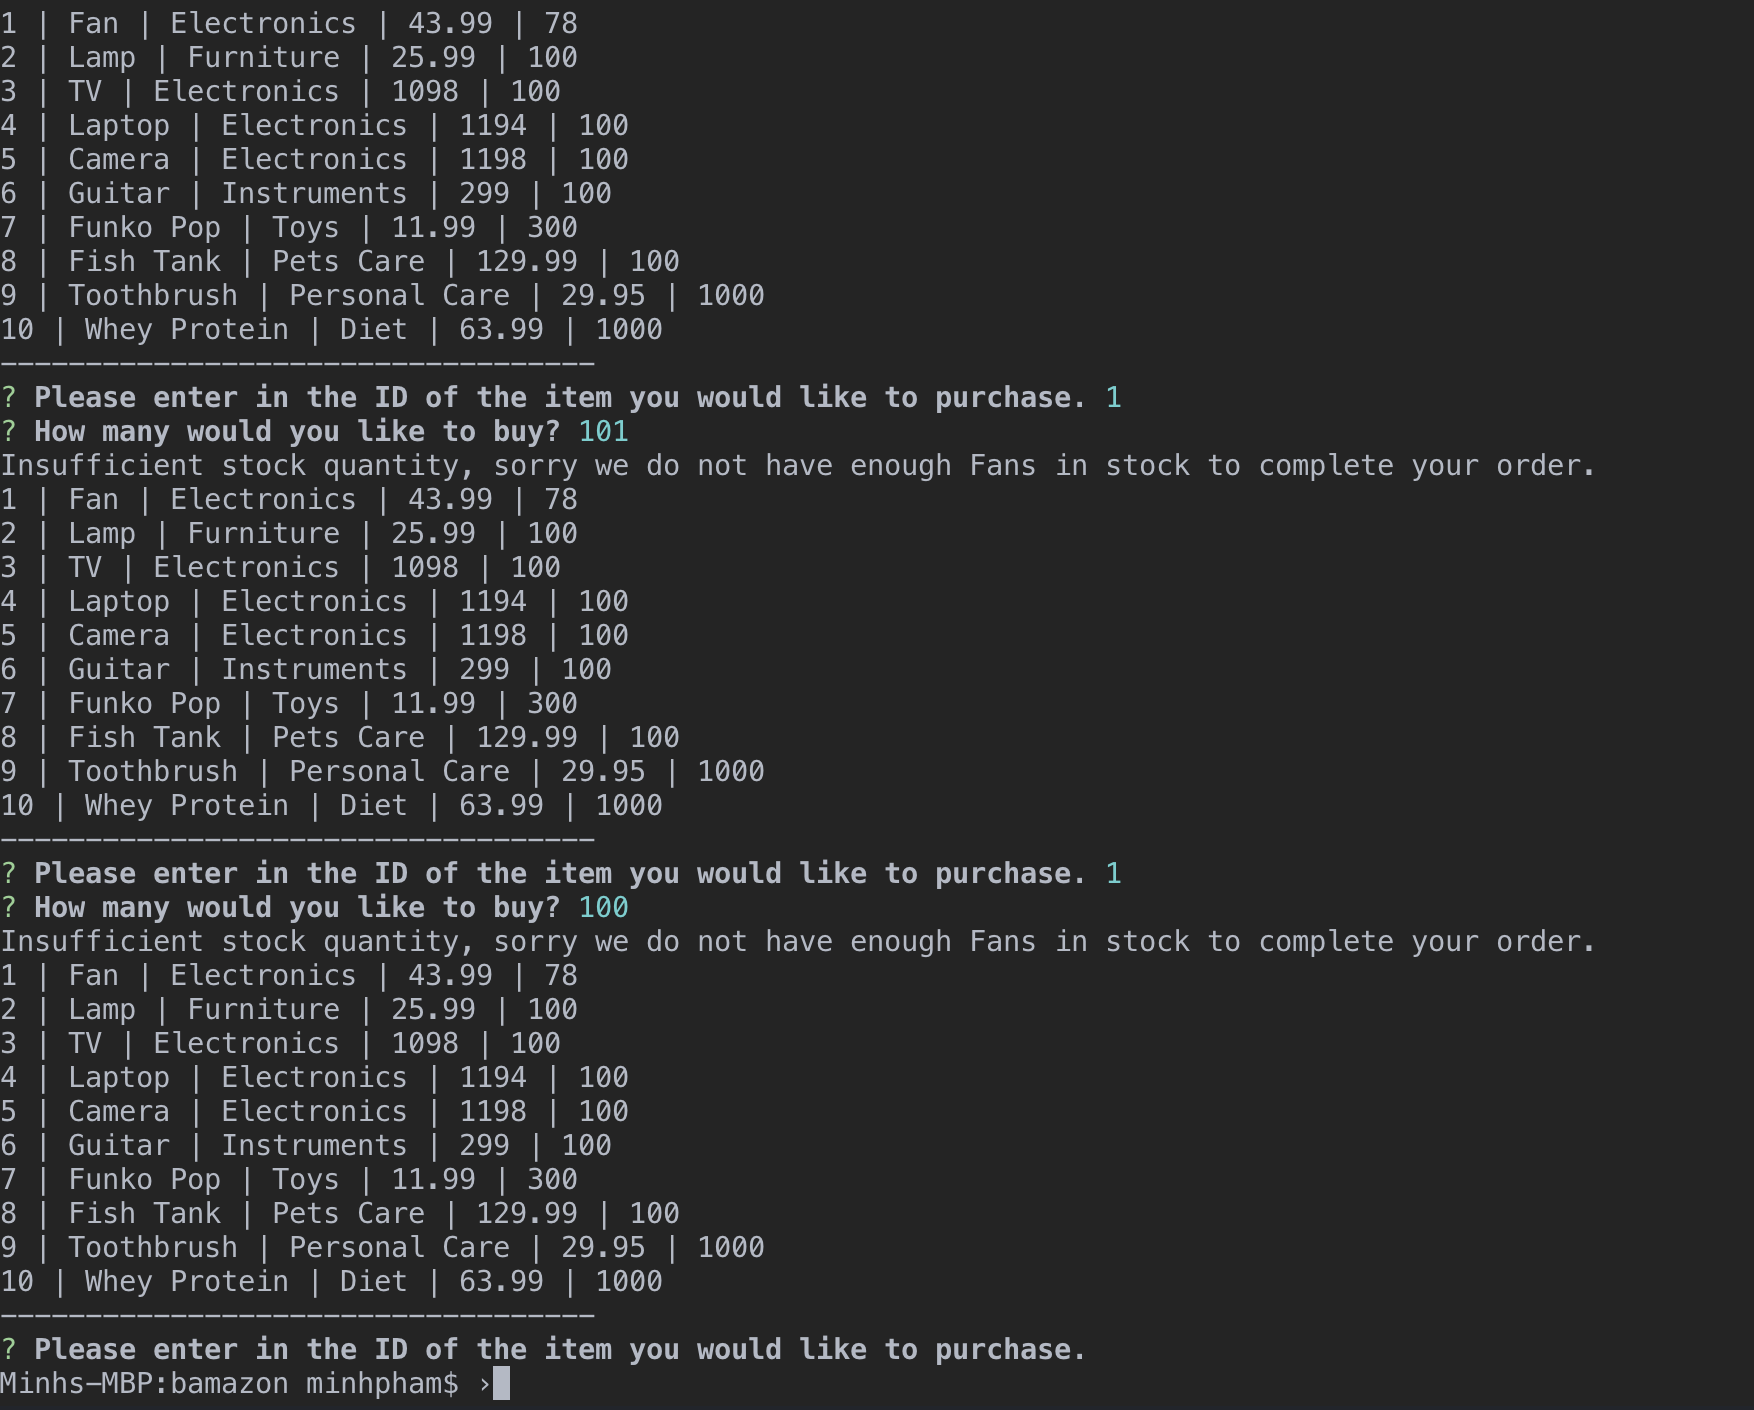 1 | Fan | Electronics | 43.99 | 78
2 | Lamp | Furniture | 25.99 | 100
3 | TV | Electronics | 1098 | 100
4 | Laptop | Electronics | 1194 | 100
5 | Camera | Electronics | 1198 | 100
6 | Guitar | Instruments | 299 | 100
7 | Funko Pop | Toys | 11.99 | 300
8 | Fish Tank | Pets Care | 129.99 | 100
9 | Toothbrush | Personal Care | 29.95 | 1000
10 | Whey Protein | Diet | 63.99 | 1000
-----------------------------------
? Please enter in the ID of the item you would like to purchase. 1
? How many would you like to buy? 101
Insufficient stock quantity, sorry we do not have enough Fans in stock to complete your order.
1 | Fan | Electronics | 43.99 | 78
2 | Lamp | Furniture | 25.99 | 100
3 | TV | Electronics | 1098 | 100
4 | Laptop | Electronics | 1194 | 100
5 | Camera | Electronics | 1198 | 100
6 | Guitar | Instruments | 299 | 100
7 | Funko Pop | Toys | 11.99 | 300
8 | Fish Tank | Pets Care | 129.99 | 100
9 | Toothbrush | Personal Care | 29.95 | 1000
10 | Whey Protein | Diet | 63.99 | 1000
-----------------------------------
? Please enter in the ID of the item you would like to purchase. 1
? How many would you like to buy? 100
Insufficient stock quantity, sorry we do not have enough Fans in stock to complete your order.
1 | Fan | Electronics | 43.99 | 78
2 | Lamp | Furniture | 25.99 | 100
3 | TV | Electronics | 1098 | 100
4 | Laptop | Electronics | 1194 | 100
5 | Camera | Electronics | 1198 | 100
6 | Guitar | Instruments | 299 | 100
7 | Funko Pop | Toys | 11.99 | 300
8 | Fish Tank | Pets Care | 129.99 | 100
9 | Toothbrush | Personal Care | 29.95 | 1000
10 | Whey Protein | Diet | 63.99 | 1000
-----------------------------------
? Please enter in the ID of the item you would like to purchase.
Minhs-MBP:bamazon minhpham$ ›